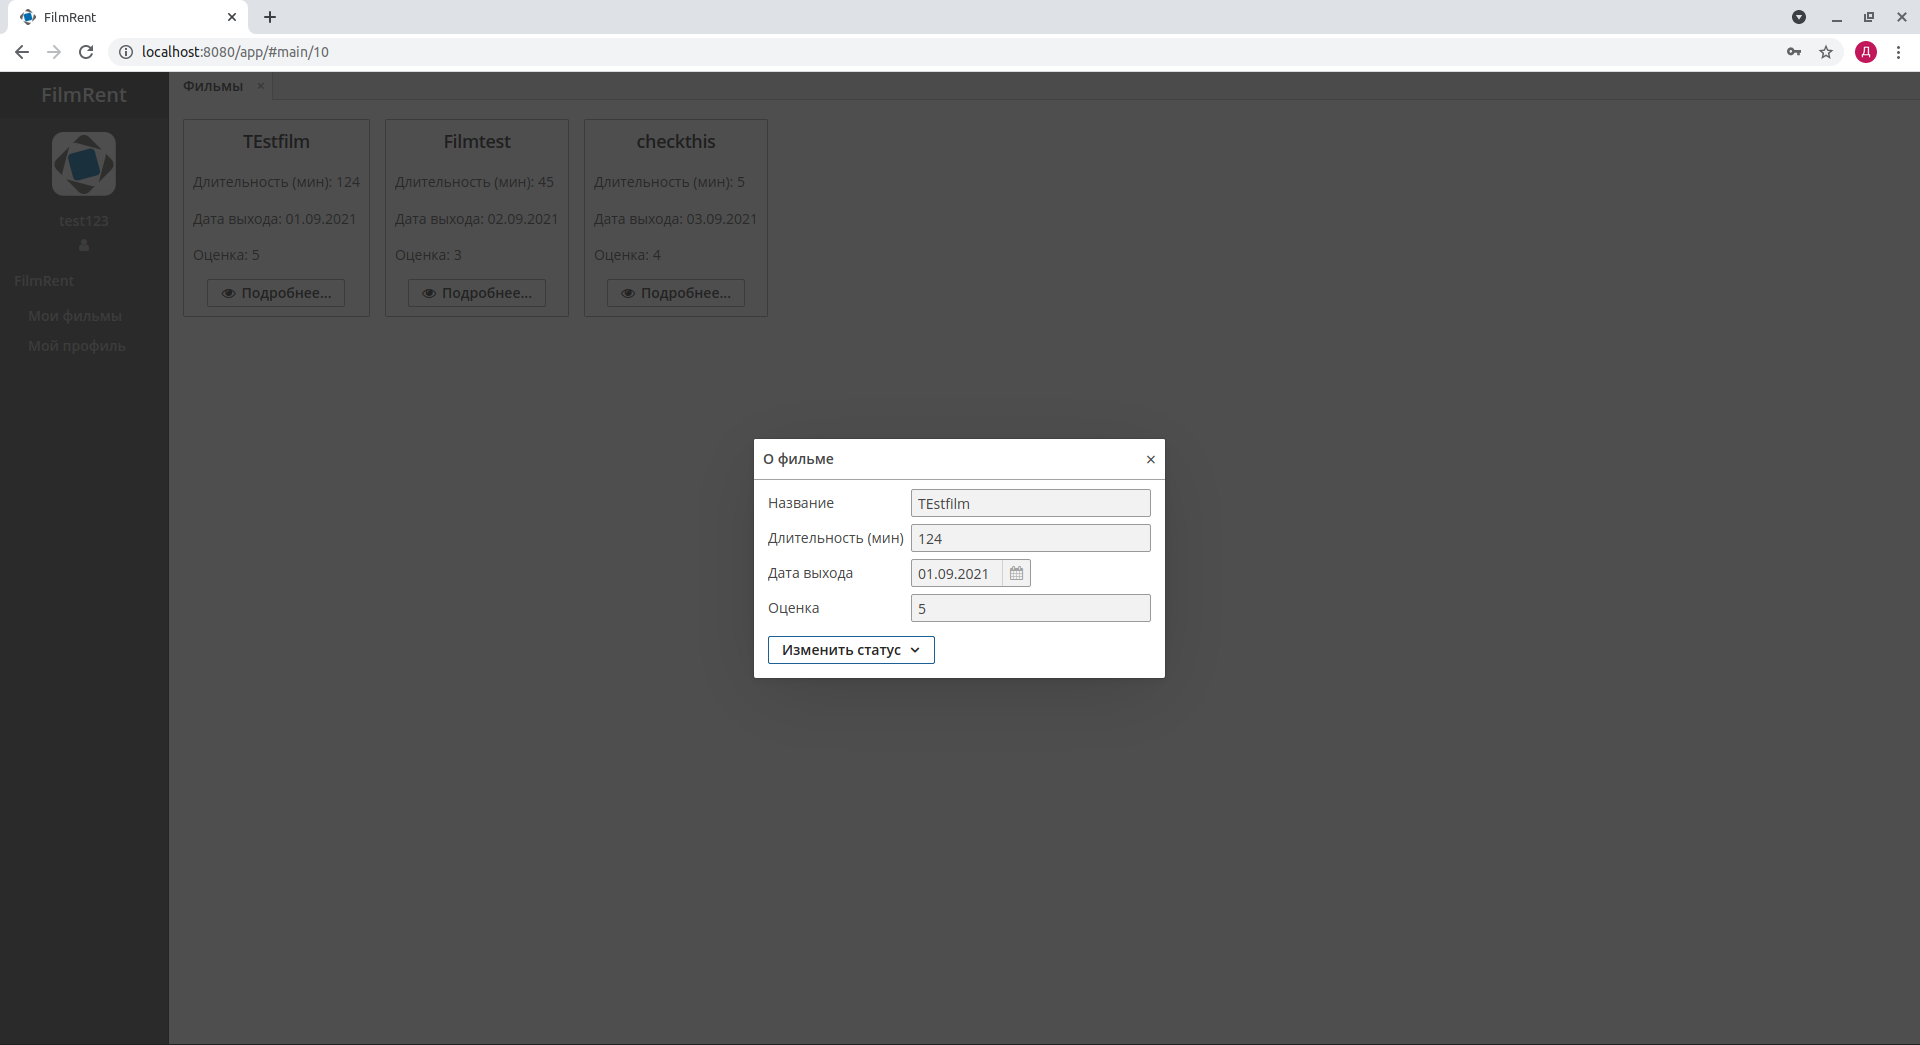 FilmRent
localhost:8080/app/#main/10
Д
FilmRent
test123
FilmRent
Мои фильмы
Мой профиль
Фильмы
TEstfilm
Длительность (мин): 124
Дата выхода: 01.09.2021
Оценка: 5
Подробнее...
Filmtest
Длительность (мин): 45
Дата выхода: 02.09.2021
Оценка: 3
Подробнее...
checkthis
Длительность (мин): 5
Дата выхода: 03.09.2021
Оценка: 4
Подробнее...
О фильме
Название TEstfilm
Длительность (мин) 124
Дата выхода 01.09.2021
Оценка 5
Изменить статус